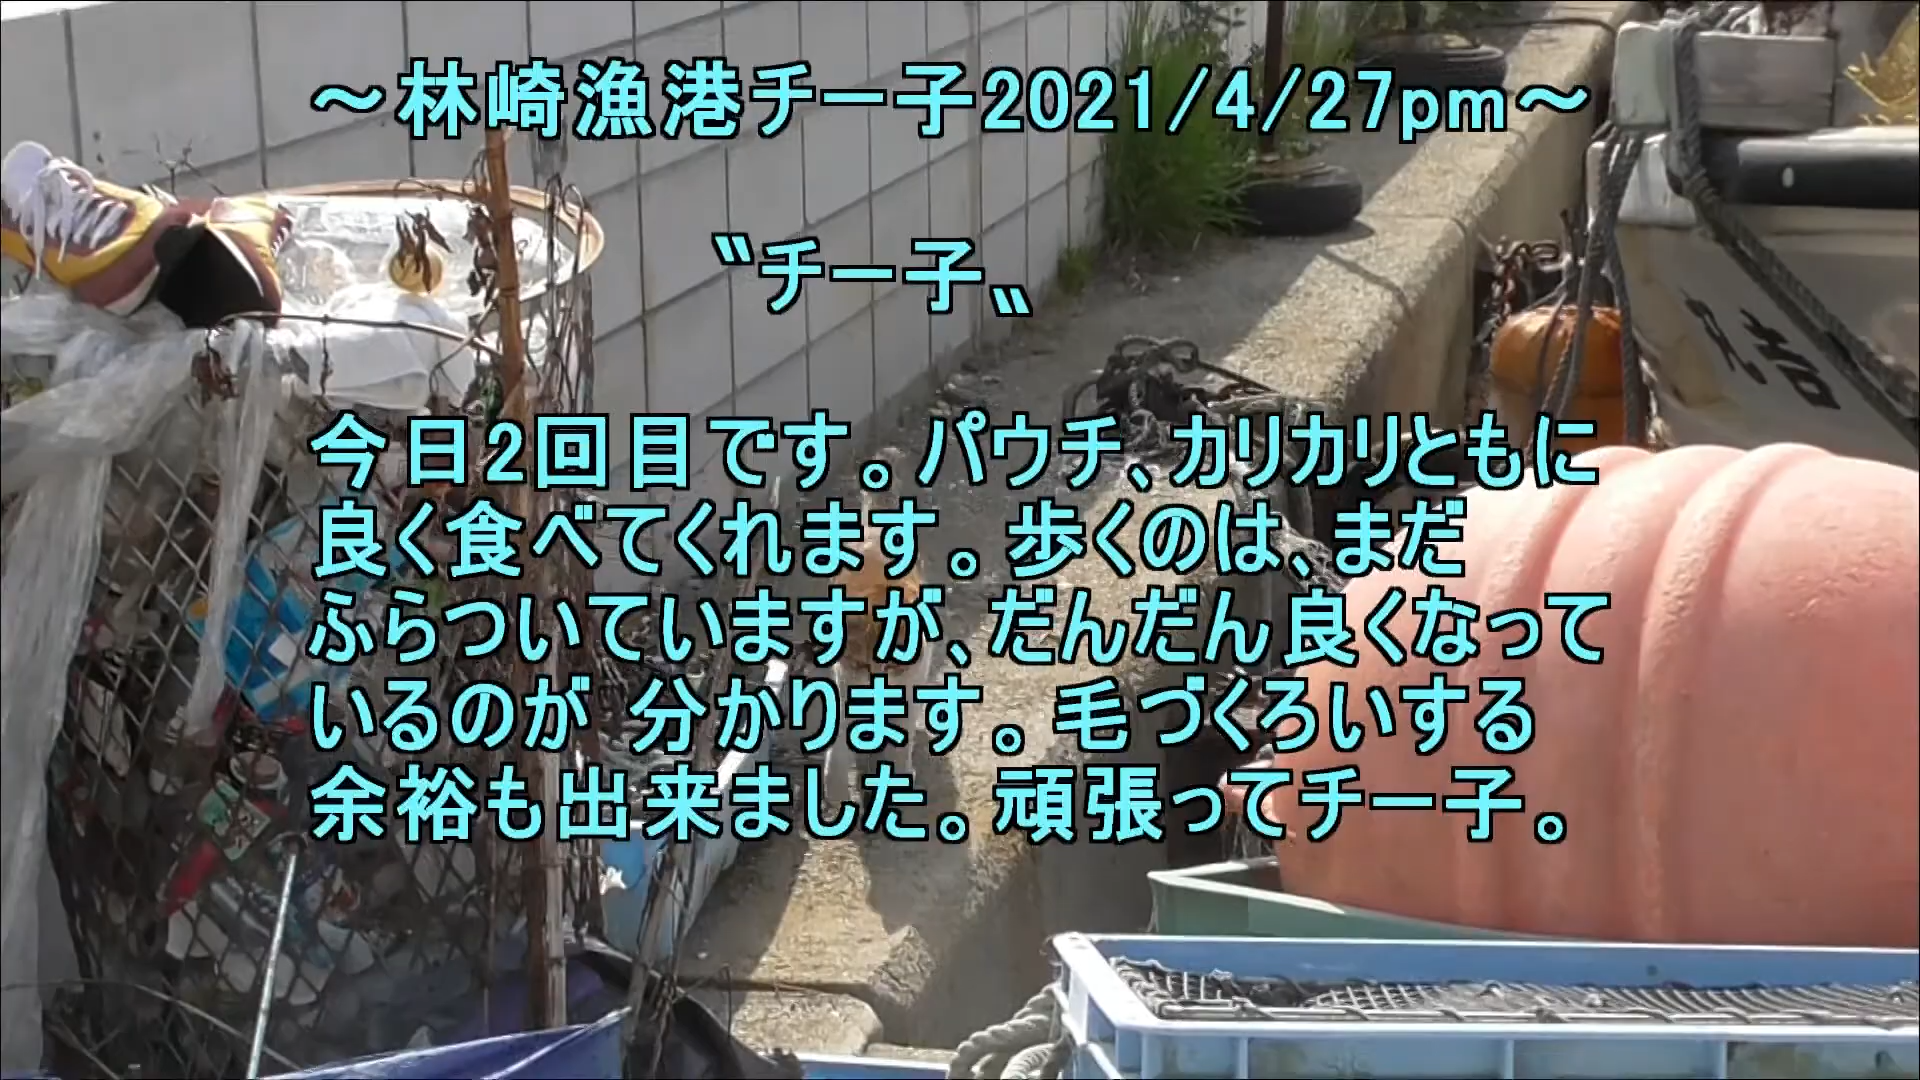 ～林崎漁港チー子2021/4/27pm～
〝チー子〟
今日2回目です。パウチ、カリカリともに
良く食べてくれます。歩くのは、まだ
ふらついていますが、だんだん良くなって
いるのが 分かります。毛づくろいする
余裕も出来ました。頑張ってチー子。